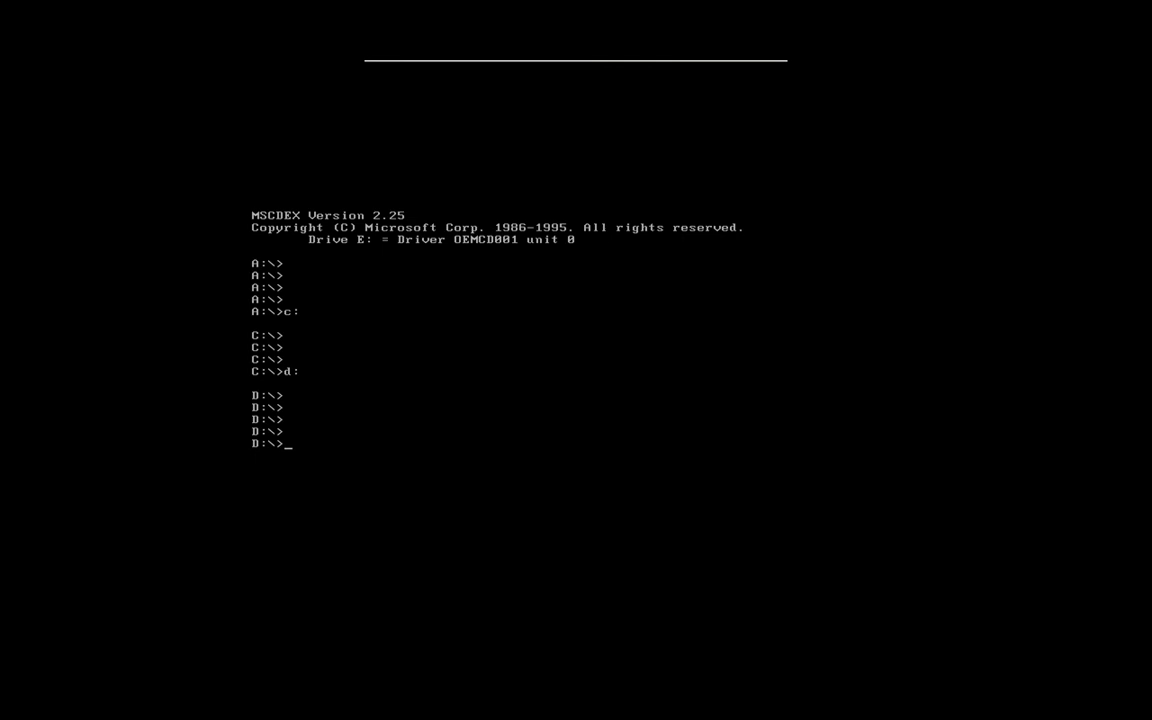 MSCDEX Version 2.25
Copyright (C) Microsoft Corp. 1986-1995. All rights reserved.
Drive E: = Driver OEMCD001 unit 0
A:\>
A:\>
A:\>
A:\>
A:\>c:
C:\>
C:\>
C:\>
C:\>d:
D:\>
D:\>
D:\>
D:\>
D:\>_